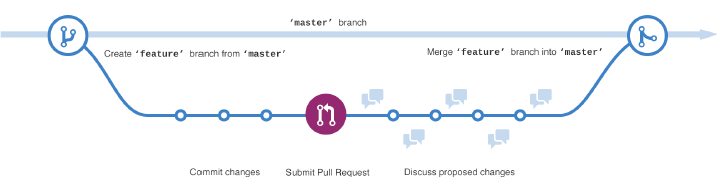 ‘master’ branch
Create ‘feature’ branch from ‘master’
Merge ‘feature’ branch into ‘master’
Commit changes
Submit Pull Request
Discuss proposed changes